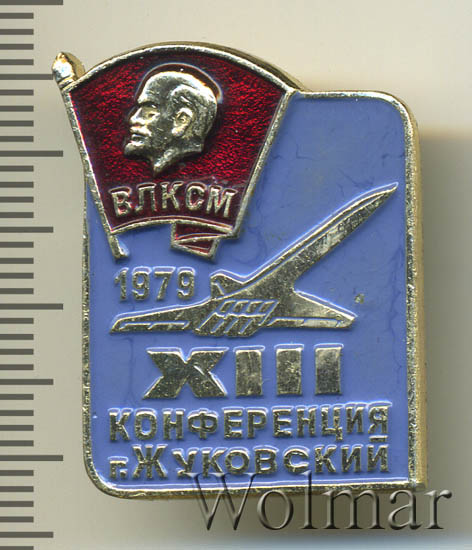 ВЛКСМ
1979
XIII
КОНФЕРЕНЦИЯ
г.ЖУКОВСКИЙ
Wolmar